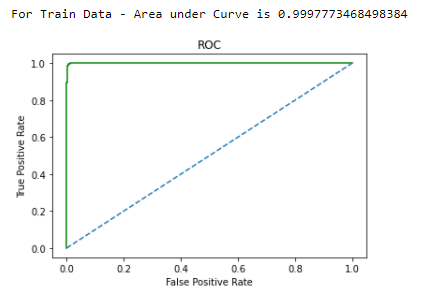 For Train Data - Area under Curve is 0.9997773468498384
ROC
1.0
0.8
0.6
0.4
0.2
0.0
True Positive Rate
0.0 0.2 0.4 0.6 0.8 1.0
False Positive Rate